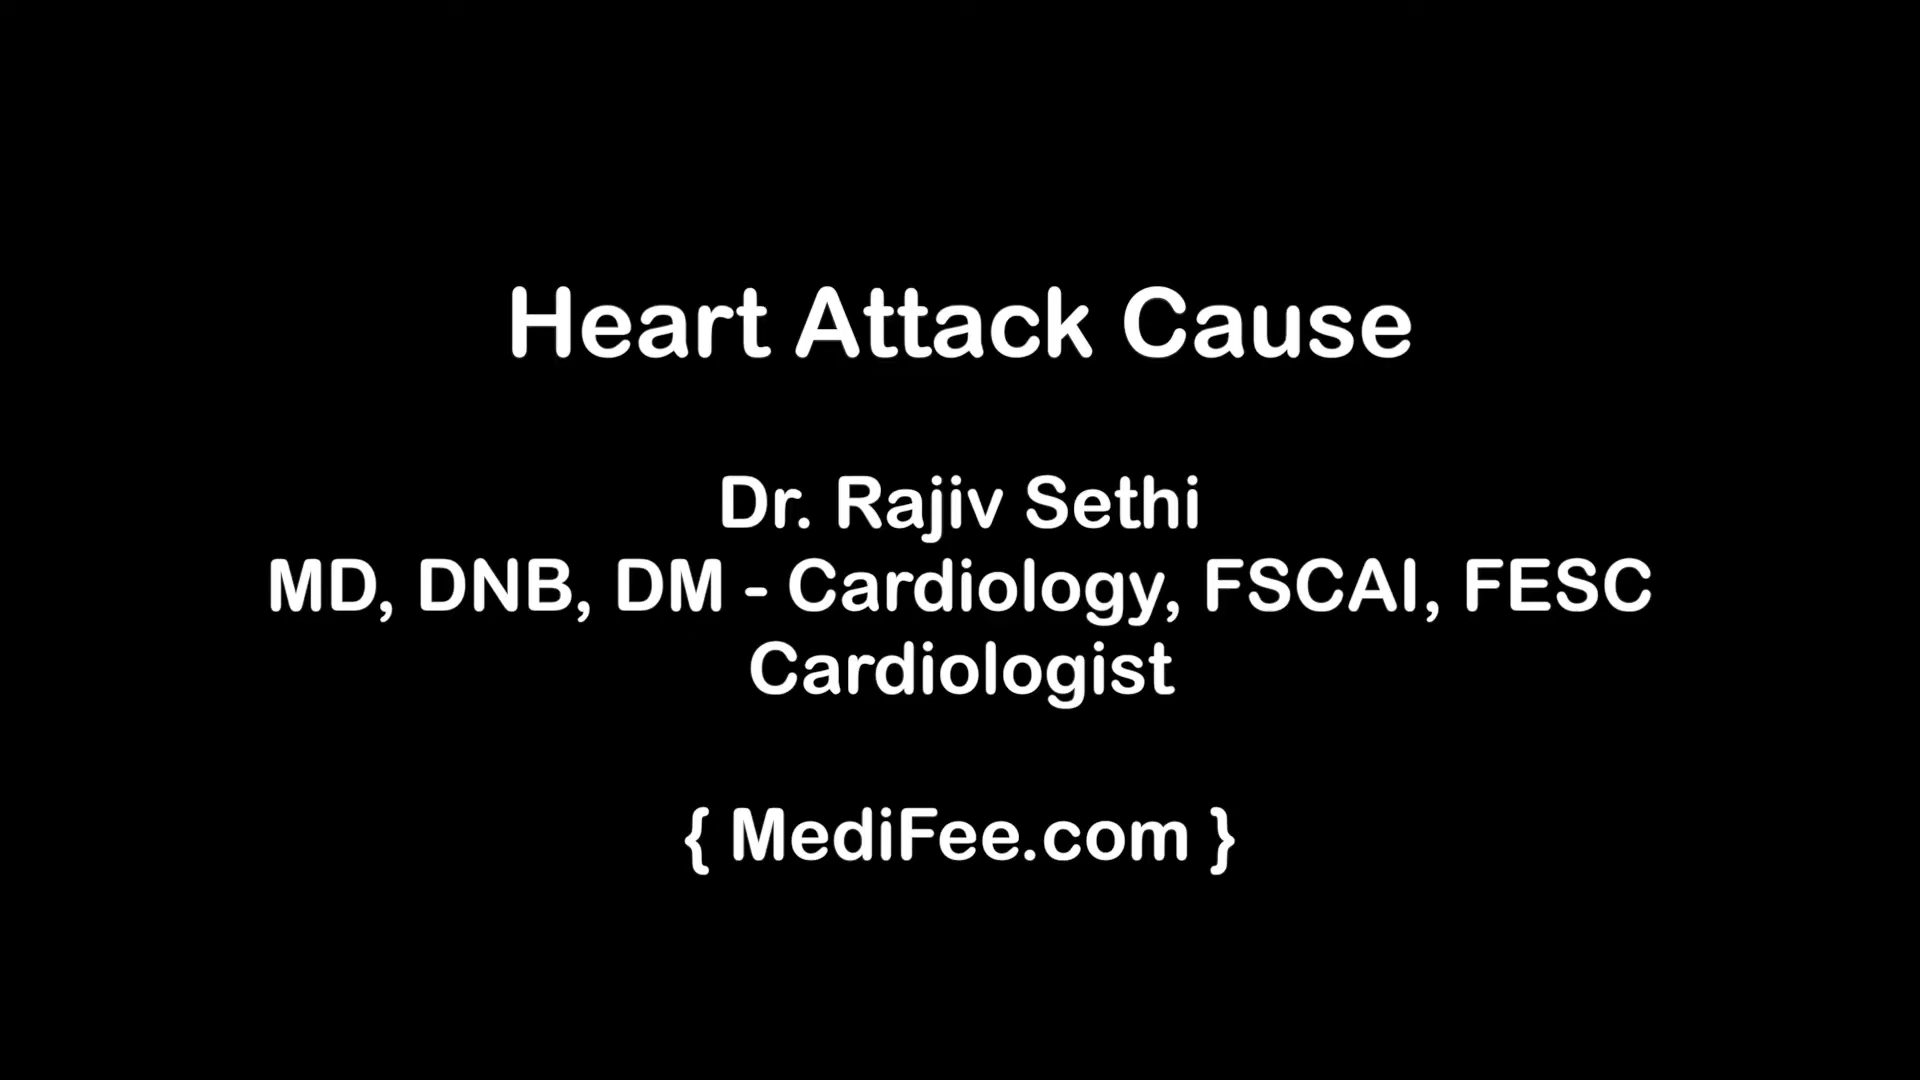 Heart Attack Cause
Dr. Rajiv Sethi
MD, DNB, DM - Cardiology, FSCAI, FESC
Cardiologist
{ MediFee.com }